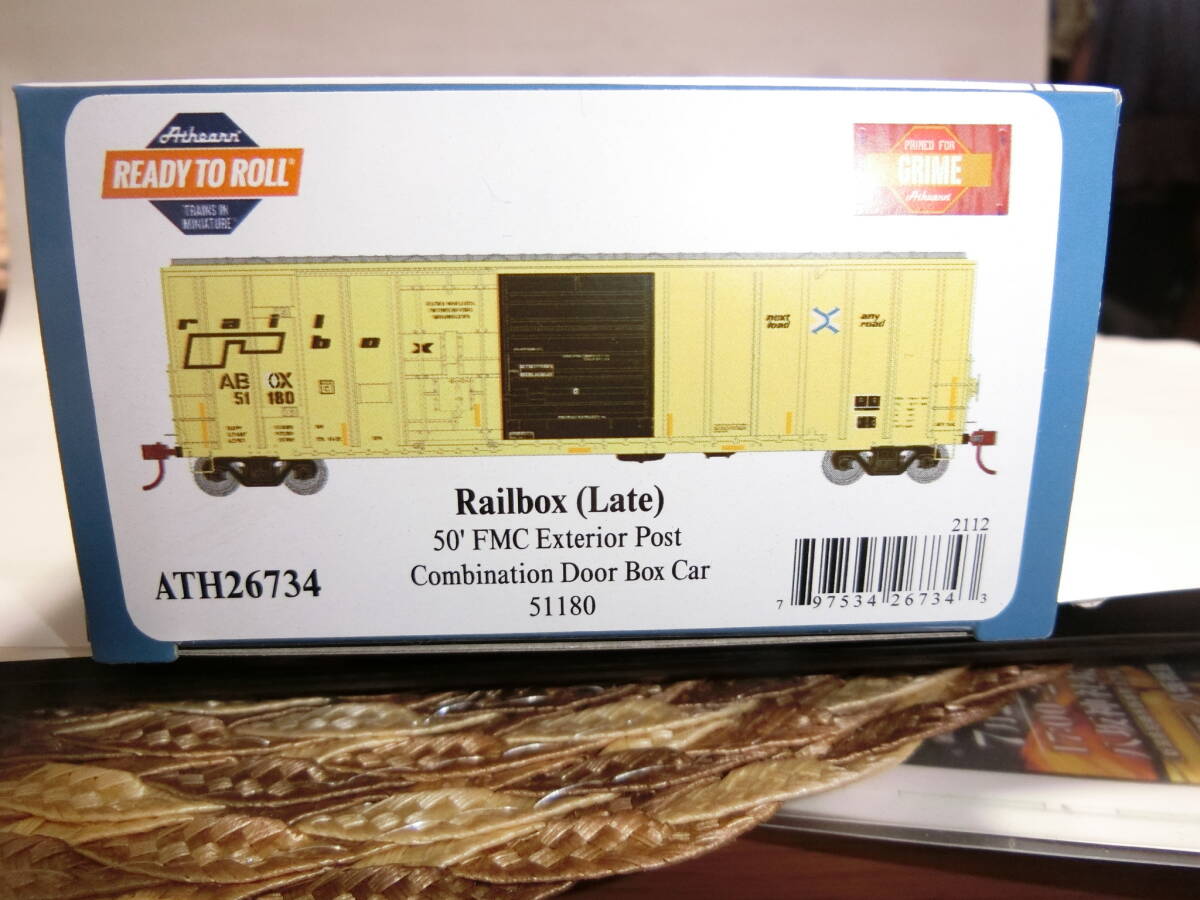 Athearn
READY TO ROLL
TRAINS IN
MINIATURE
PRIMED FOR
GRIME
Athearn
rail
box
ABOX
51180
next
load
any
road
Railbox (Late)
50' FMC Exterior Post
Combination Door Box Car
51180
ATH26734
2112
7 97534 26734 3